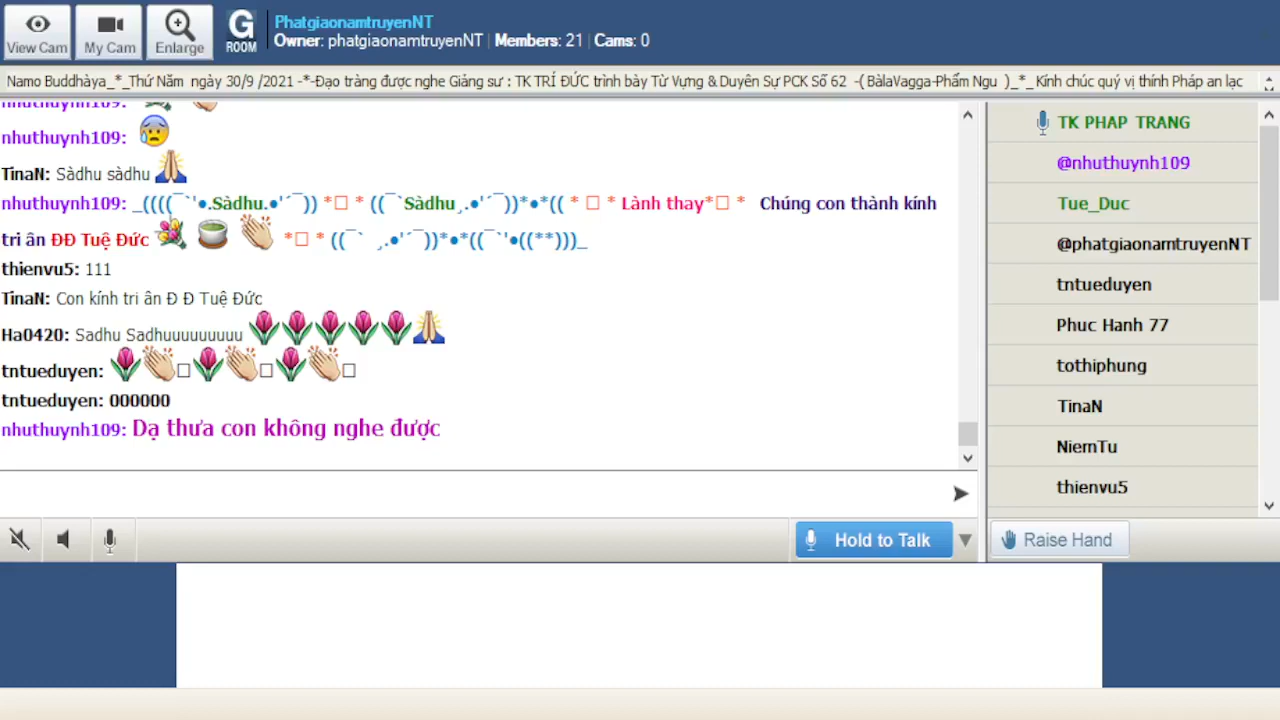 View Cam
My Cam
Enlarge
G
ROOM
PhatgiaonamtruyenNT
Owner: phatgiaonamtruyenNT | Members: 21 | Cams: 0
Namo Buddhàya_*_Thứ Năm ngày 30/9 /2021 -*-Đạo tràng được nghe Giảng sư : TK TRÍ ĐỨC trình bày Từ Vựng & Duyên Sự PCK Số 62 -( BàlaVagga-Phẩm Ngu )_*_ Kính chúc quý vị thính Pháp an lạc
nhuthuynh109:
nhuthuynh109:
TinaN: Sàdhu sàdhu
nhuthuynh109: _((((¯`'•.Sàdhu.•'´¯)) *□ * ((¯`Sàdhu¸.•'´¯))*•*(( * □ * Lành thay*□ * Chúng con thành kính
tri ân ĐĐ Tuệ Đức *□ * ((¯` ¸.•'´¯))*•*((¯`'•((**)))_
thienvu5: 111
TinaN: Con kính tri ân Đ Đ Tuệ Đức
Ha0420: Sadhu Sadhuuuuuuuuu
tntueduyen: □ □ □
tntueduyen: 000000
nhuthuynh109: Dạ thưa con không nghe được
Hold to Talk
TK PHAP TRANG
@nhuthuynh109
Tue_Duc
@phatgiaonamtruyenNT
tntueduyen
Phuc Hanh 77
tothiphung
TinaN
NiemTu
thienvu5
Raise Hand